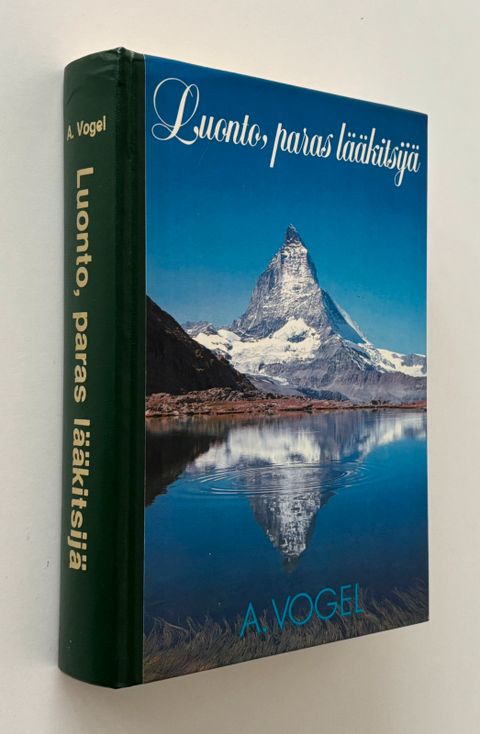 A. Vogel
Luonto, paras lääkitsijä
Luonto, paras lääkitsijä
A. VOGEL